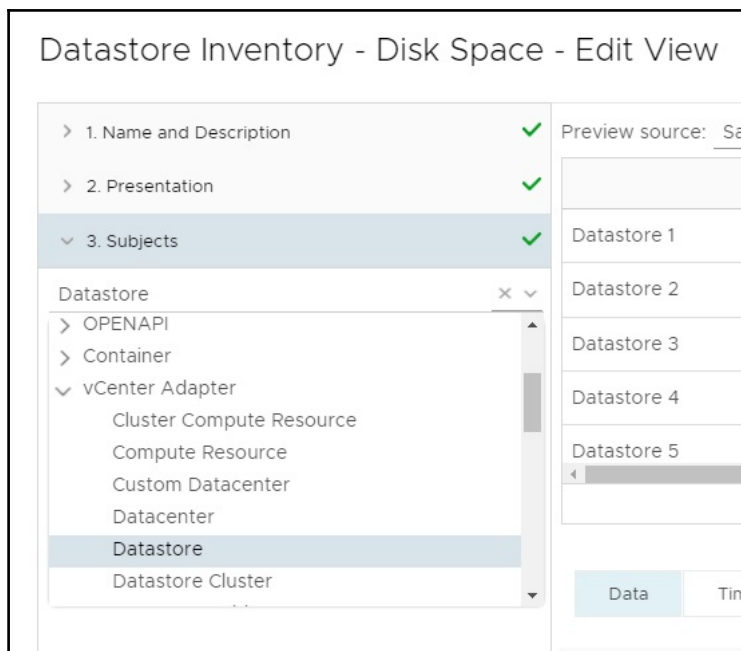 Datastore Inventory - Disk Space - Edit View
1. Name and Description
2. Presentation
3. Subjects
Datastore
OPENAPI
Container
vCenter Adapter
Cluster Compute Resource
Compute Resource
Custom Datacenter
Datacenter
Datastore
Datastore Cluster
Preview source:
Datastore 1
Datastore 2
Datastore 3
Datastore 4
Datastore 5
Data